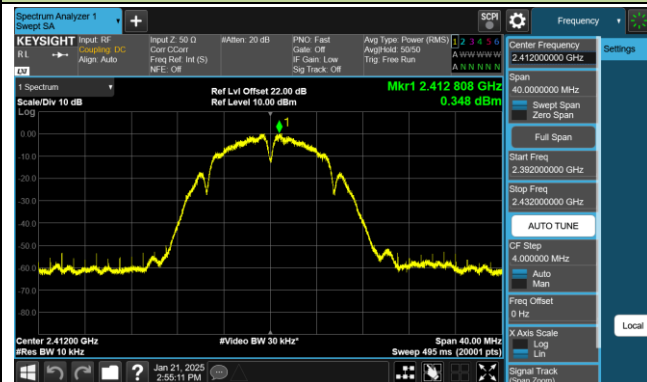 Spectrum Analyzer 1
Swept SA
SCPI
Frequency
KEYSIGHT
RL
LXI
Input: RF
Coupling: DC
Align: Auto
Input Z: 50 Ω
Corr CCorr
Freq Ref: Int (S)
NFE: Off
#Atten: 20 dB
PNO: Fast
Gate: Off
IF Gain: Low
Sig Track: Off
Avg Type: Power (RMS)
Avg|Hold: 50/50
Trig: Free Run
1 2 3 4 5 6
A W W W W W
A N N N N N
Center Frequency
2.412000000 GHz
Settings
Span
40.0000000 MHz
Swept Span
Zero Span
Full Span
Start Freq
2.392000000 GHz
Stop Freq
2.432000000 GHz
AUTO TUNE
CF Step
4.000000 MHz
Auto
Man
Freq Offset
0 Hz
X Axis Scale
Log
Lin
Signal Track
(Span Zoom)
Local
1 Spectrum
Scale/Div 10 dB
Log
Ref Lvl Offset 22.00 dB
Ref Level 10.00 dBm
Mkr1 2.412 808 GHz
0.348 dBm
1
0.00
-10.0
-20.0
-30.0
-40.0
-50.0
-60.0
-70.0
-80.0
Center 2.41200 GHz
#Res BW 10 kHz
#Video BW 30 kHz*
Span 40.00 MHz
Sweep 495 ms (20001 pts)
Jan 21, 2025
2:55:11 PM